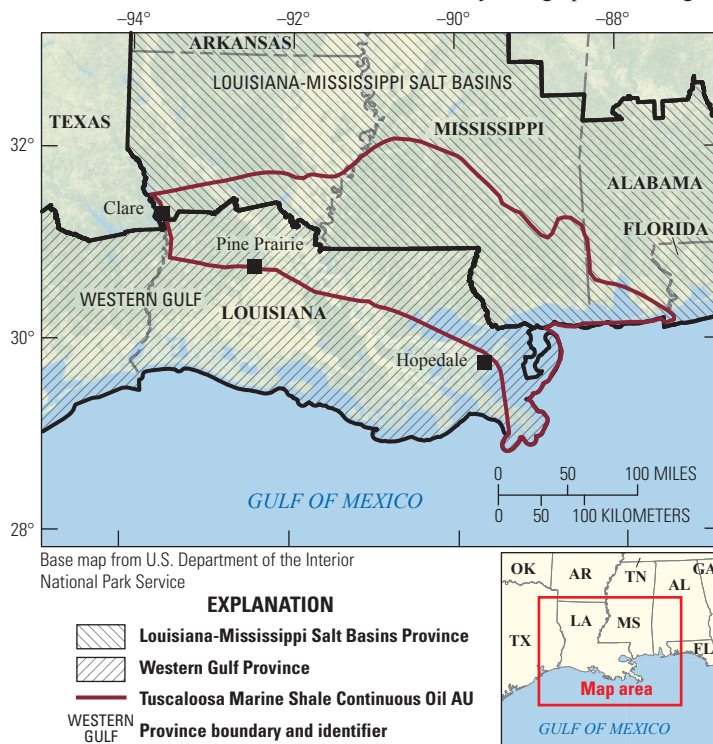 –94°
–92°
–90°
–88°
ARKANSAS
LOUISIANA-MISSISSIPPI SALT BASINS
TEXAS
MISSISSIPPI
32°
ALABAMA
Clare
FLORIDA
Pine Prairie
WESTERN GULF
LOUISIANA
30°
Hopedale
0 50 100 MILES
0 50 100 KILOMETERS
GULF OF MEXICO
28°
Base map from U.S. Department of the Interior
National Park Service
EXPLANATION
Louisiana-Mississippi Salt Basins Province
Western Gulf Province
Tuscaloosa Marine Shale Continuous Oil AU
WESTERN
GULF
Province boundary and identifier
OK
AR
TN
GA
AL
LA
MS
TX
FL
Map area
GULF OF MEXICO